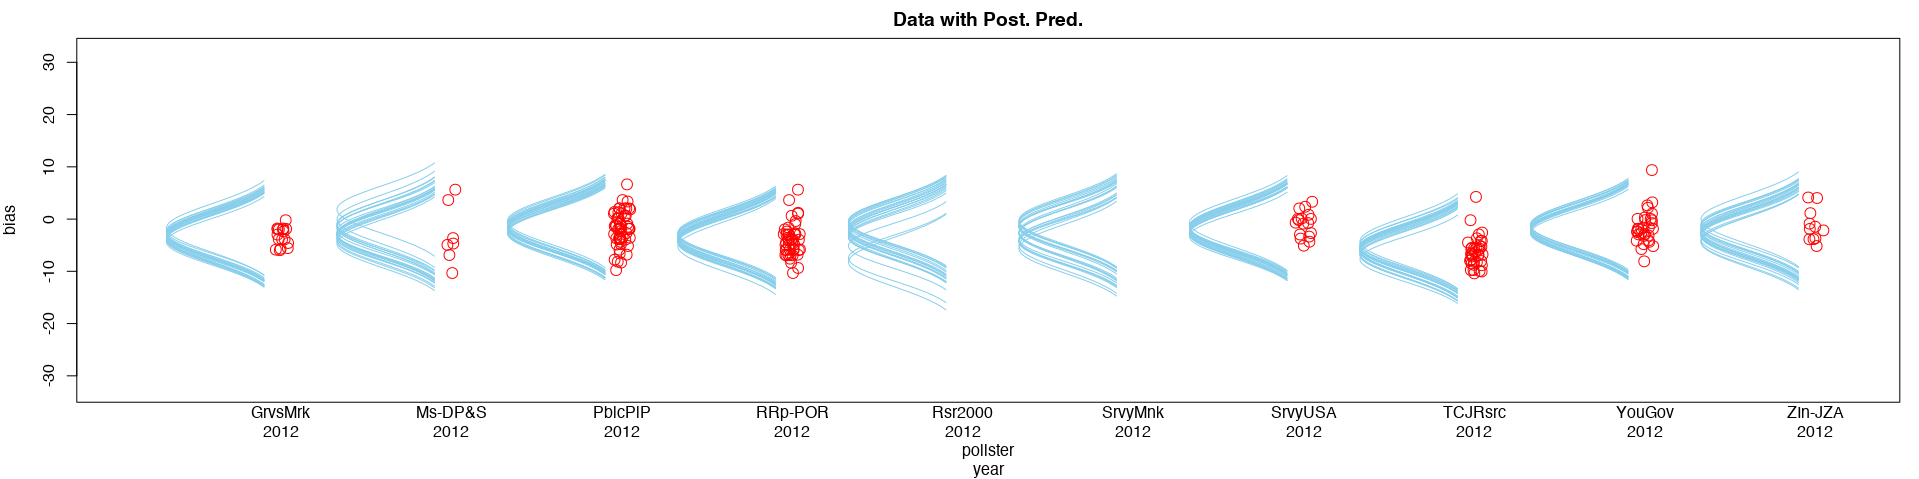 Data with Post. Pred.
30
20
10
0
-10
-20
-30
bias
GrvsMrk Ms-DP&S PblcPlP RRp-POR Rsr2000 SrvyMnk SrvyUSA TCJRsrc YouGov Zln-JZA
2012 2012 2012 2012 2012 2012 2012 2012 2012 2012
pollster
year